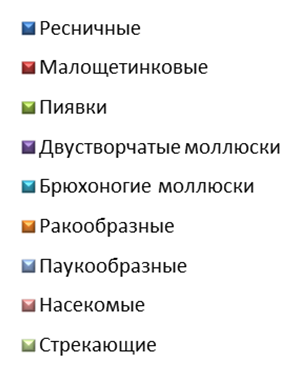 Ресничные
Малощетинковые
Пиявки
Двустворчатые моллюски
Брюхоногие моллюски
Ракообразные
Паукообразные
Насекомые
Стрекающие